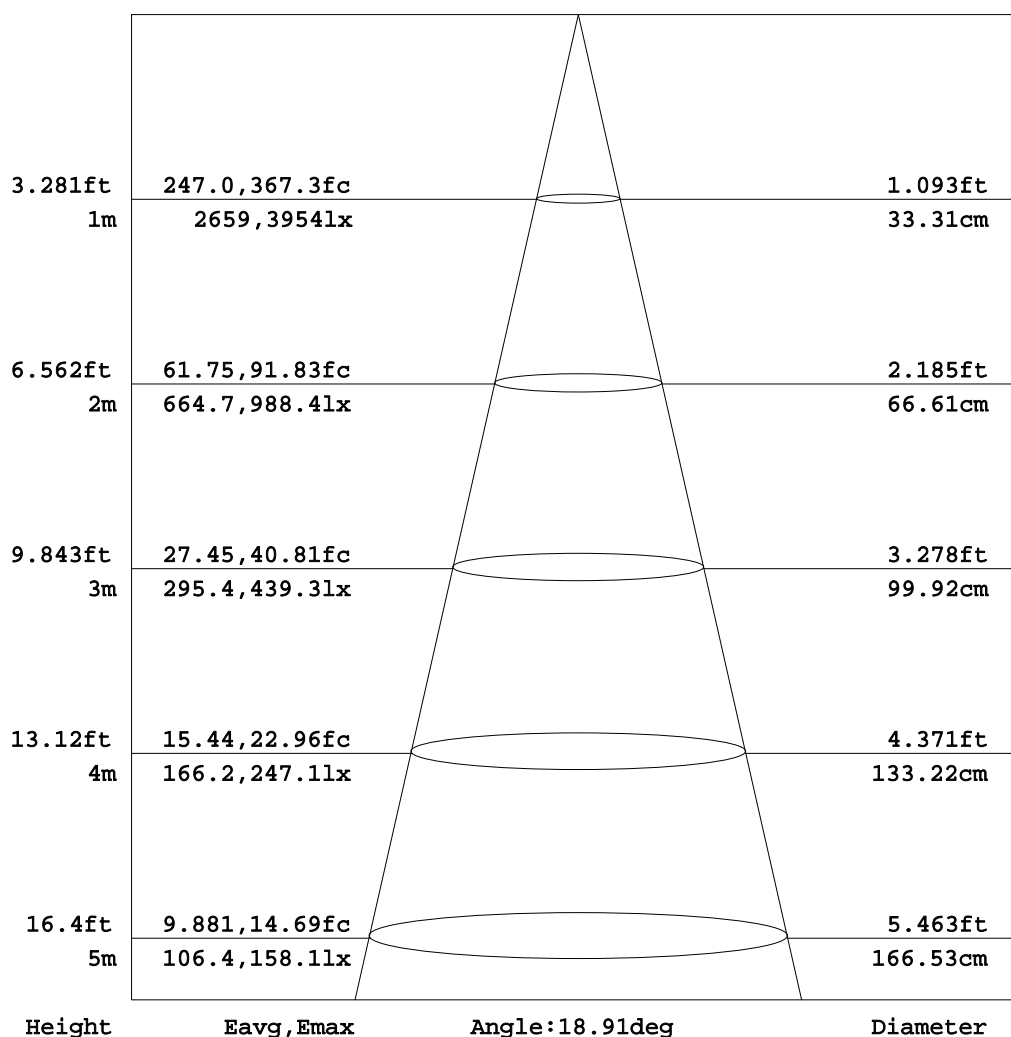 3.281ft 247.0,367.3fc 1.093ft
1m 2659,3954lx 33.31cm
6.562ft 61.75,91.83fc 2.185ft
2m 664.7,988.4lx 66.61cm
9.843ft 27.45,40.81fc 3.278ft
3m 295.4,439.3lx 99.92cm
13.12ft 15.44,22.96fc 4.371ft
4m 166.2,247.1lx 133.22cm
16.4ft 9.881,14.69fc 5.463ft
5m 106.4,158.1lx 166.53cm
Height Eavg,Emax Angle:18.91deg Diameter